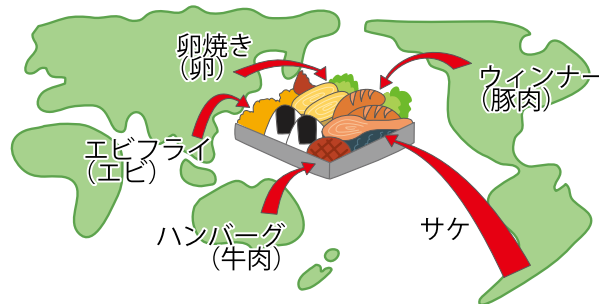 卵焼き
（卵）
ウィンナー
（豚肉）
エビフライ
（エビ）
ハンバーグ
（牛肉）
サケ